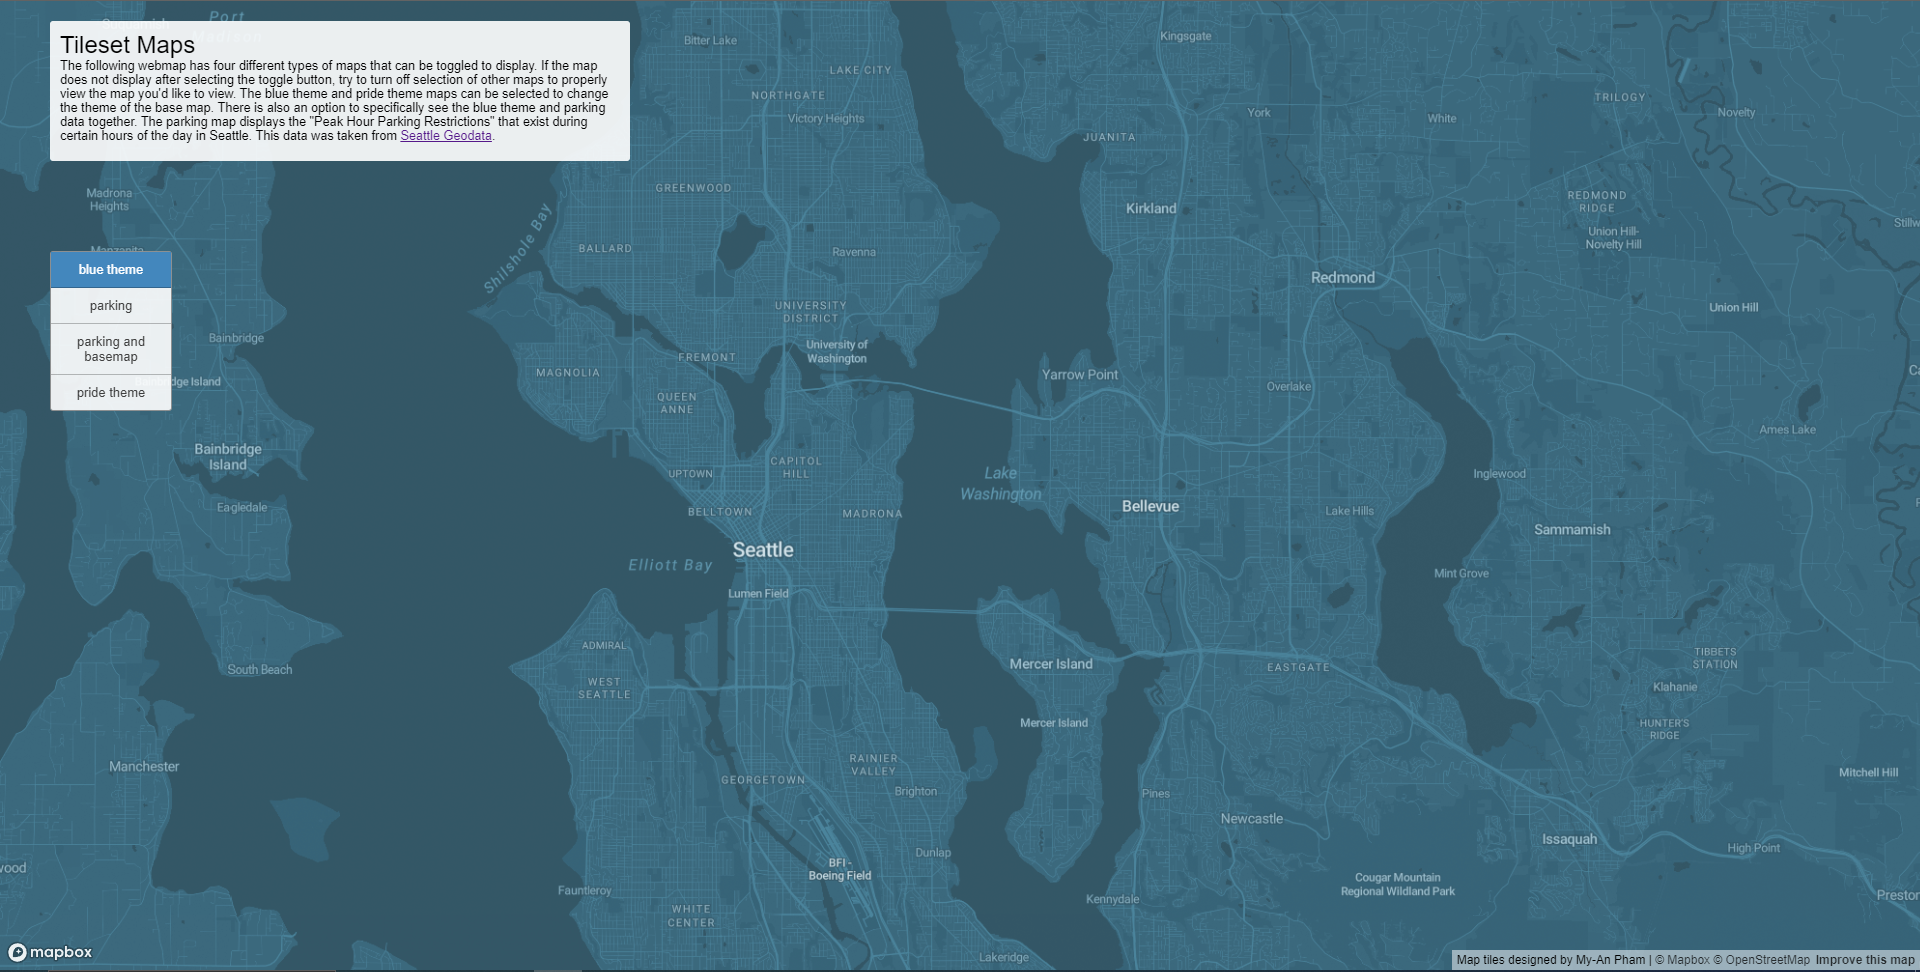 Port
Madison
Tileset Maps
The following webmap has four different types of maps that can be toggled to display. If the map
does not display after selecting the toggle button, try to turn off selection of other maps to properly
view the map you'd like to view. The blue theme and pride theme maps can be selected to change
the theme of the base map. There is also an option to specifically see the blue theme and parking
data together. The parking map displays the "Peak Hour Parking Restrictions" that exist during
certain hours of the day in Seattle. This data was taken from Seattle Geodata.
Bitter Lake
Kingsgate
LAKE CITY
NORTHGATE
TRILOGY
Victory Heights
York
White
Novelty
JUANITA
GREENWOOD
Madrona
Heights
REDMOND
RIDGE
Kirkland
Shilshole Bay
Stillw
Union Hill-
Novelty Hill
BALLARD
Ravenna
Manzanita
blue theme
parking
parking and
basemap
pride theme
Redmond
UNIVERSITY
DISTRICT
Union Hill
Bainbridge
University of
Washington
FREMONT
MAGNOLIA
Yarrow Point
Ca
Bainbridge Island
Overlake
QUEEN
ANNE
Ames Lake
Bainbridge
Island
CAPITOL
HILL
UPTOWN
Lake
Washington
Inglewood
Eagledale
BELLTOWN
MADRONA
Bellevue
Lake Hills
Sammamish
Seattle
Elliott Bay
Mint Grove
Lumen Field
ADMIRAL
TIBBETS
STATION
South Beach
Mercer Island
EASTGATE
WEST
SEATTLE
Klahanie
Mercer Island
HUNTER'S
RIDGE
Manchester
RAINIER
VALLEY
Mitchell Hill
GEORGETOWN
Brighton
Pines
Newcastle
Issaquah
High Point
Dunlap
wood
BFI -
Boeing Field
Cougar Mountain
Regional Wildland Park
Fauntleroy
Kennydale
Preston
WHITE
CENTER
Lakeridge
mapbox
Map tiles designed by My-An Pham | © Mapbox © OpenStreetMap Improve this map